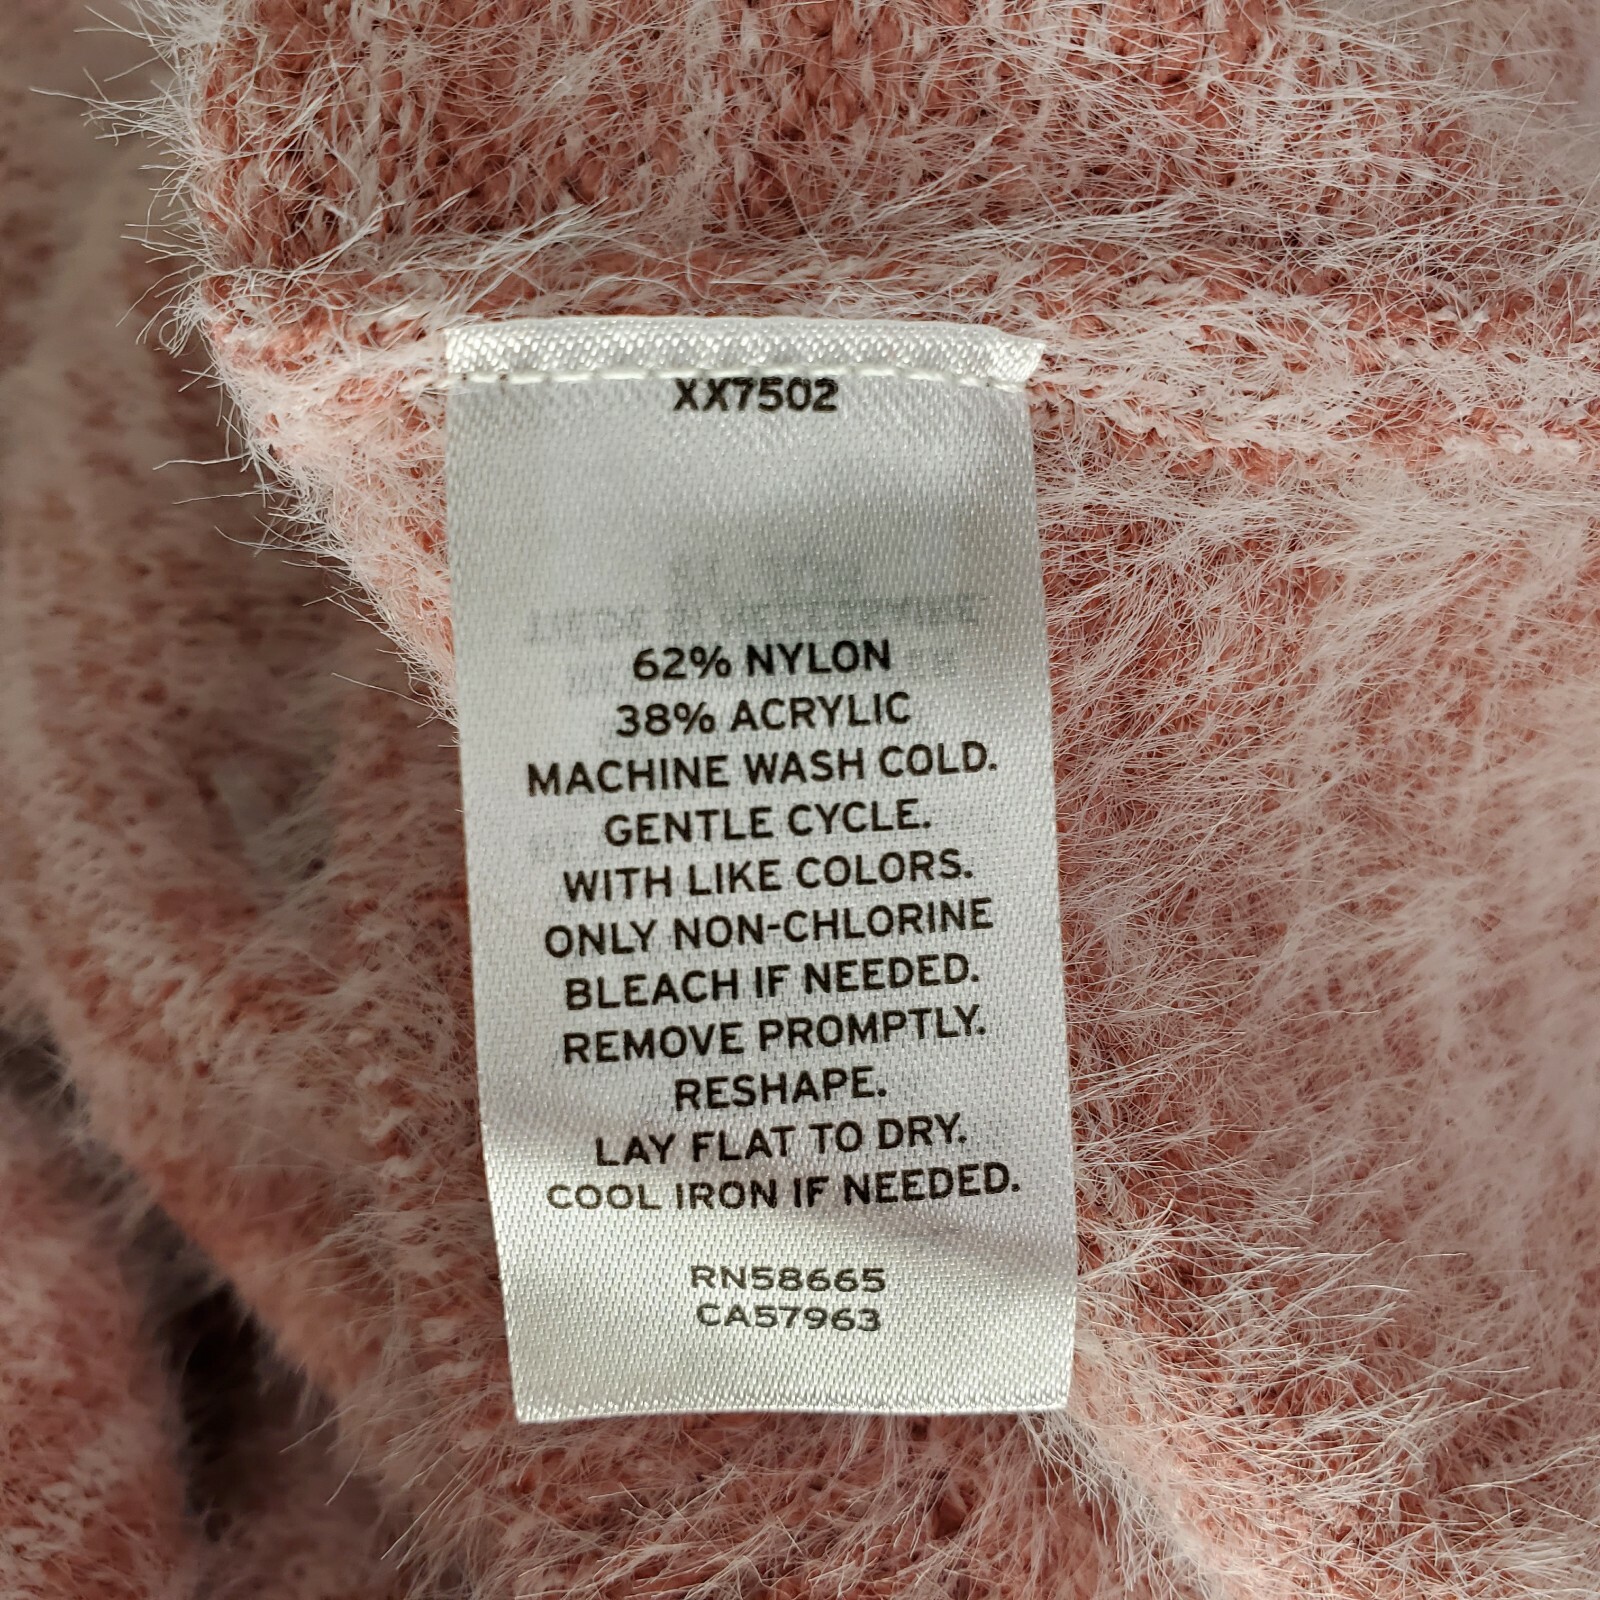 XX7502
62% NYLON
38% ACRYLIC
MACHINE WASH COLD.
GENTLE CYCLE.
WITH LIKE COLORS.
ONLY NON-CHLORINE
BLEACH IF NEEDED.
REMOVE PROMPTLY.
RESHAPE.
LAY FLAT TO DRY.
COOL IRON IF NEEDED.
RN58665
CA57963